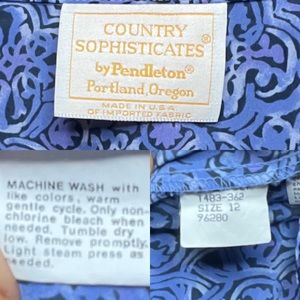 COUNTRY
SOPHISTICATES®
by Pendleton®
Portland, Oregon
MADE IN U.S.A.
OF IMPORTED FABRIC
MACHINE WASH with
like colors, warm
gentle cycle. Only non-
chlorine bleach when
needed. Tumble dry
low. Remove promptly.
Light steam press as
needed.
1483-362
SIZE 12
76280